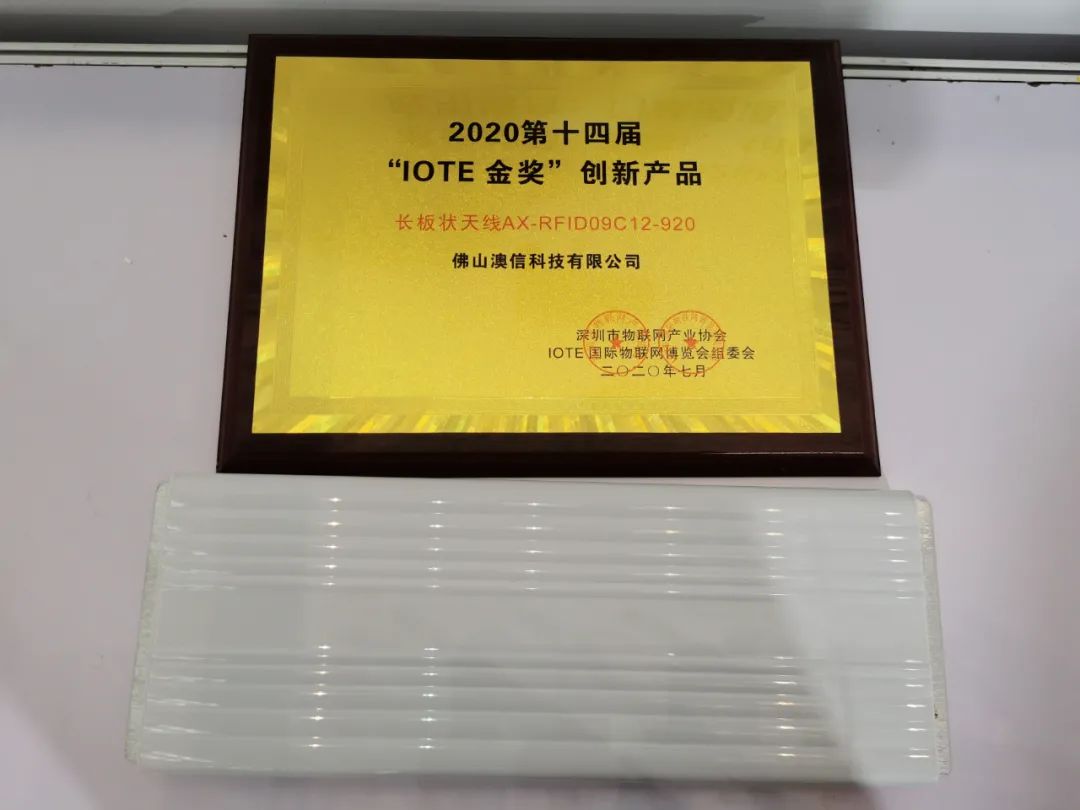 2020第十四届
“IOTE 金奖”创新产品
长板状天线AX-RFID09C12-920
佛山澳信科技有限公司
深圳市物联网产业协会
IOTE 国际物联网博览会组委会
二〇二〇年七月